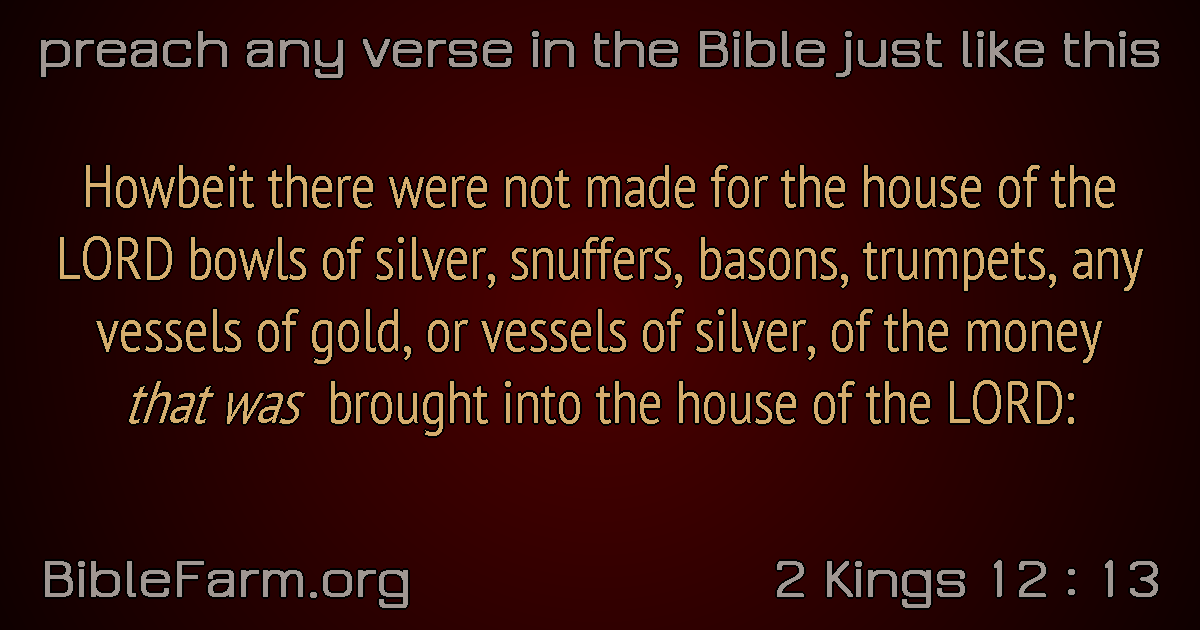 preach any verse in the Bible just like this
Howbeit there were not made for the house of the
LORD bowls of silver, snuffers, basons, trumpets, any
vessels of gold, or vessels of silver, of the money
that was brought into the house of the LORD:
BibleFarm.org
2 Kings 12 : 13